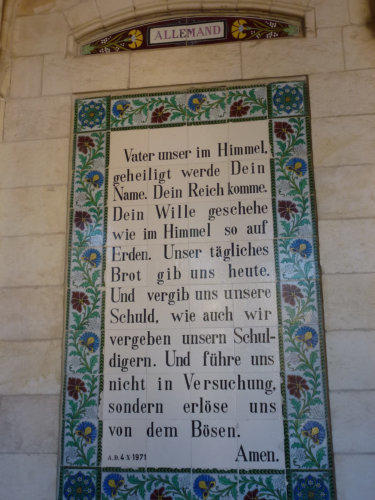 ALLEMAND
Vater unser im Himmel,
geheiligt werde Dein
Name. Dein Reich komme.
Dein Wille geschehe
wie im Himmel so auf
Erden. Unser tägliches
Brot gib uns heute.
Und vergib uns unsere
Schuld, wie auch wir
vergeben unsern Schul-
digern. Und führe uns
nicht in Versuchung,
sondern erlöse uns
von dem Bösen.
A.D. 4 X 1971 Amen.